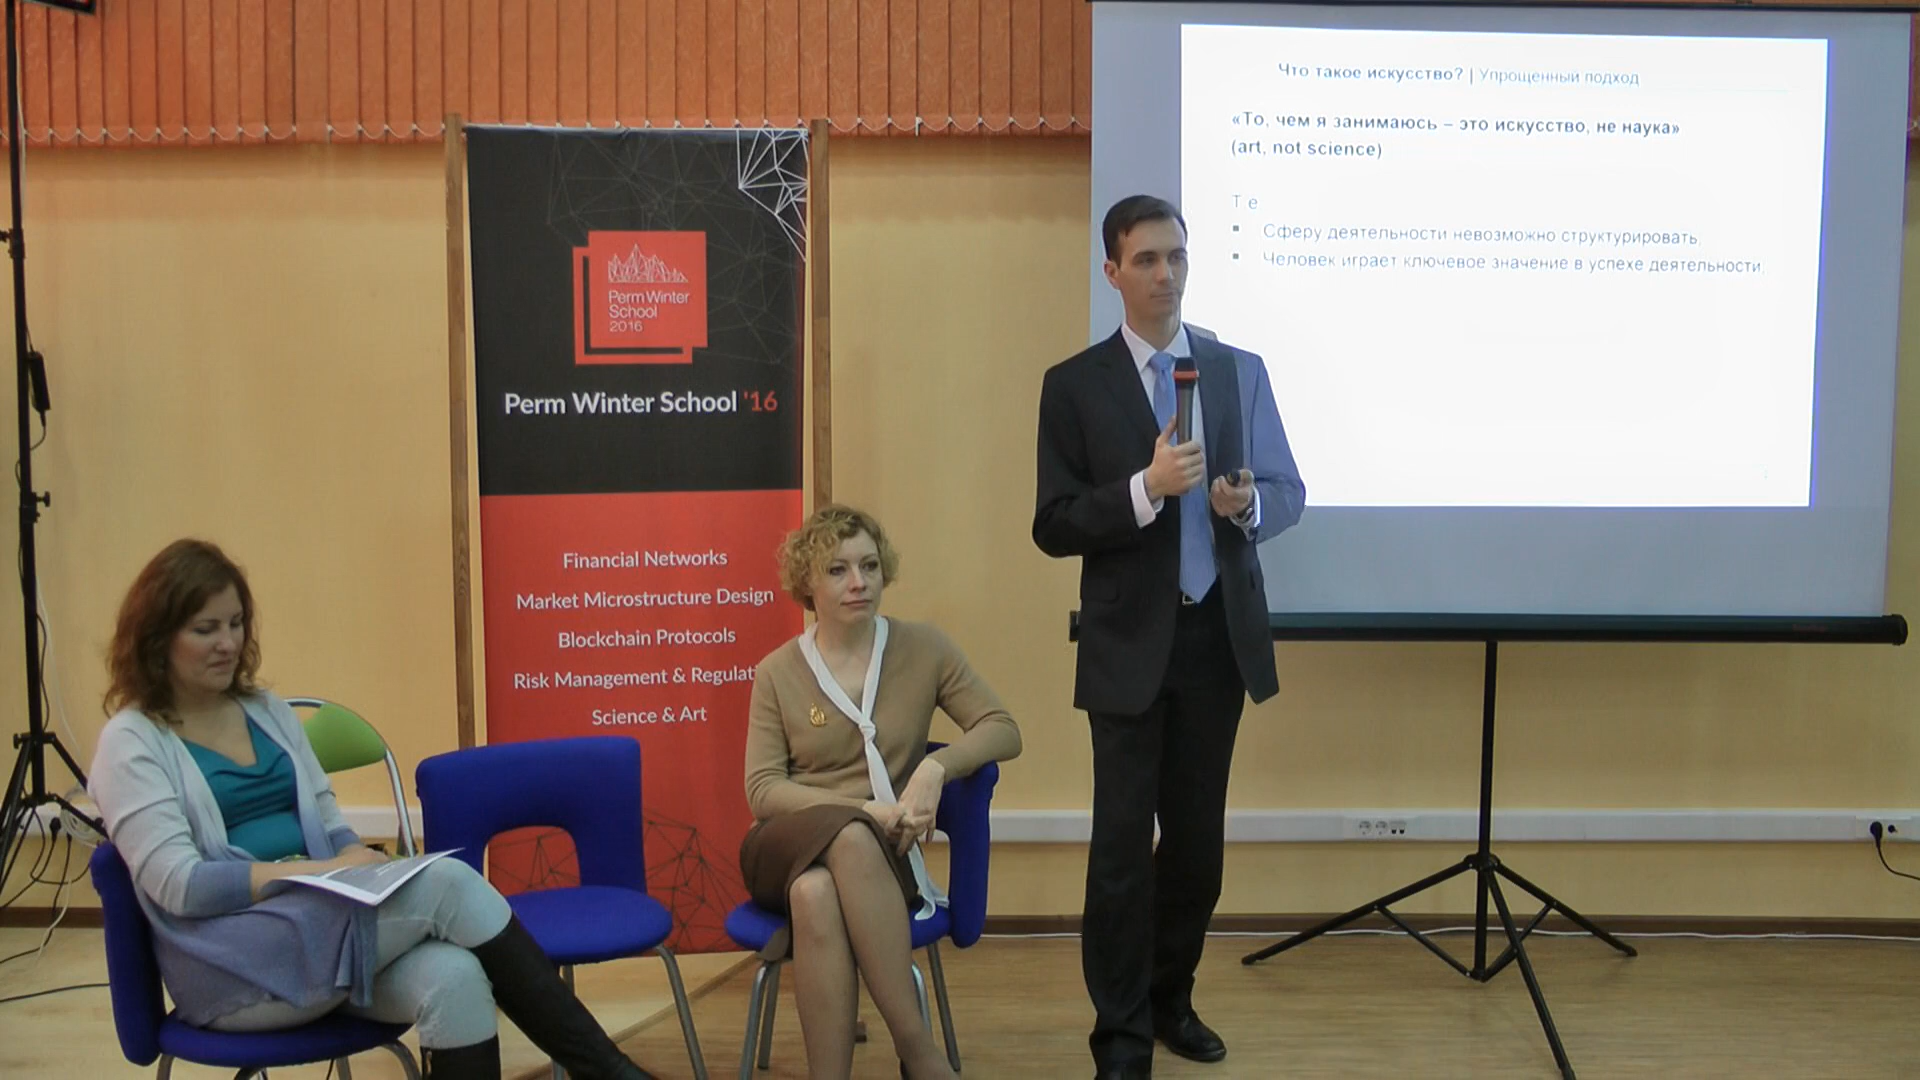 Что такое искусство? | Упрощенный подход
«То, чем я занимаюсь – это искусство, не наука»
(art, not science)
Т е
Сферу деятельности невозможно структурировать,
Человек играет ключевое значение в успехе деятельности,
Perm Winter
School
2016
Perm Winter School '16
Financial Networks
Market Microstructure Design
Blockchain Protocols
Risk Management & Regulati
Science & Art